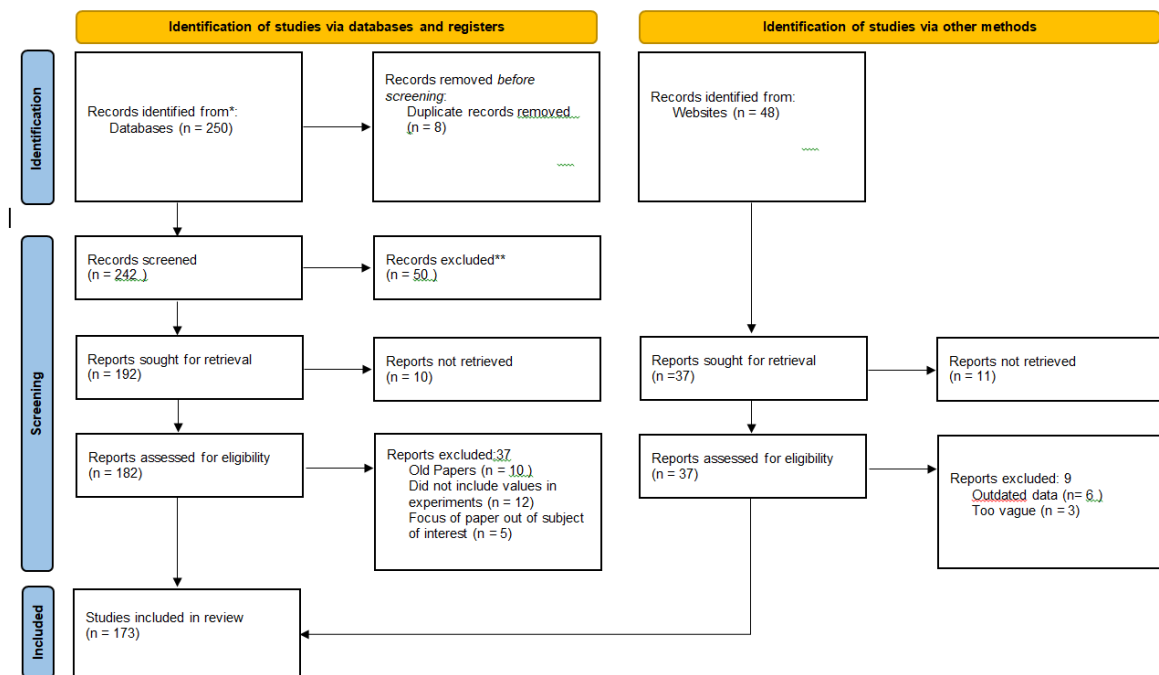 Identification of studies via databases and registers
Identification of studies via other methods
Identification
Records identified from*:
Databases (n = 250)
Records removed before
screening:
Duplicate records removed
(n = 8)
Records identified from:
Websites (n = 48)
Screening
Records screened
(n = 242 )
Records excluded**
(n = 50 )
Reports sought for retrieval
(n = 192)
Reports not retrieved
(n = 10)
Reports sought for retrieval
(n =37)
Reports not retrieved
(n = 11)
Reports assessed for eligibility
(n = 182)
Reports excluded:37
Old Papers (n = 10 )
Did not include values in
experiments (n = 12)
Focus of paper out of subject
of interest (n = 5)
Reports assessed for eligibility
(n = 37)
Reports excluded: 9
Outdated data (n= 6 )
Too vague (n = 3)
Included
Studies included in review
(n = 173)